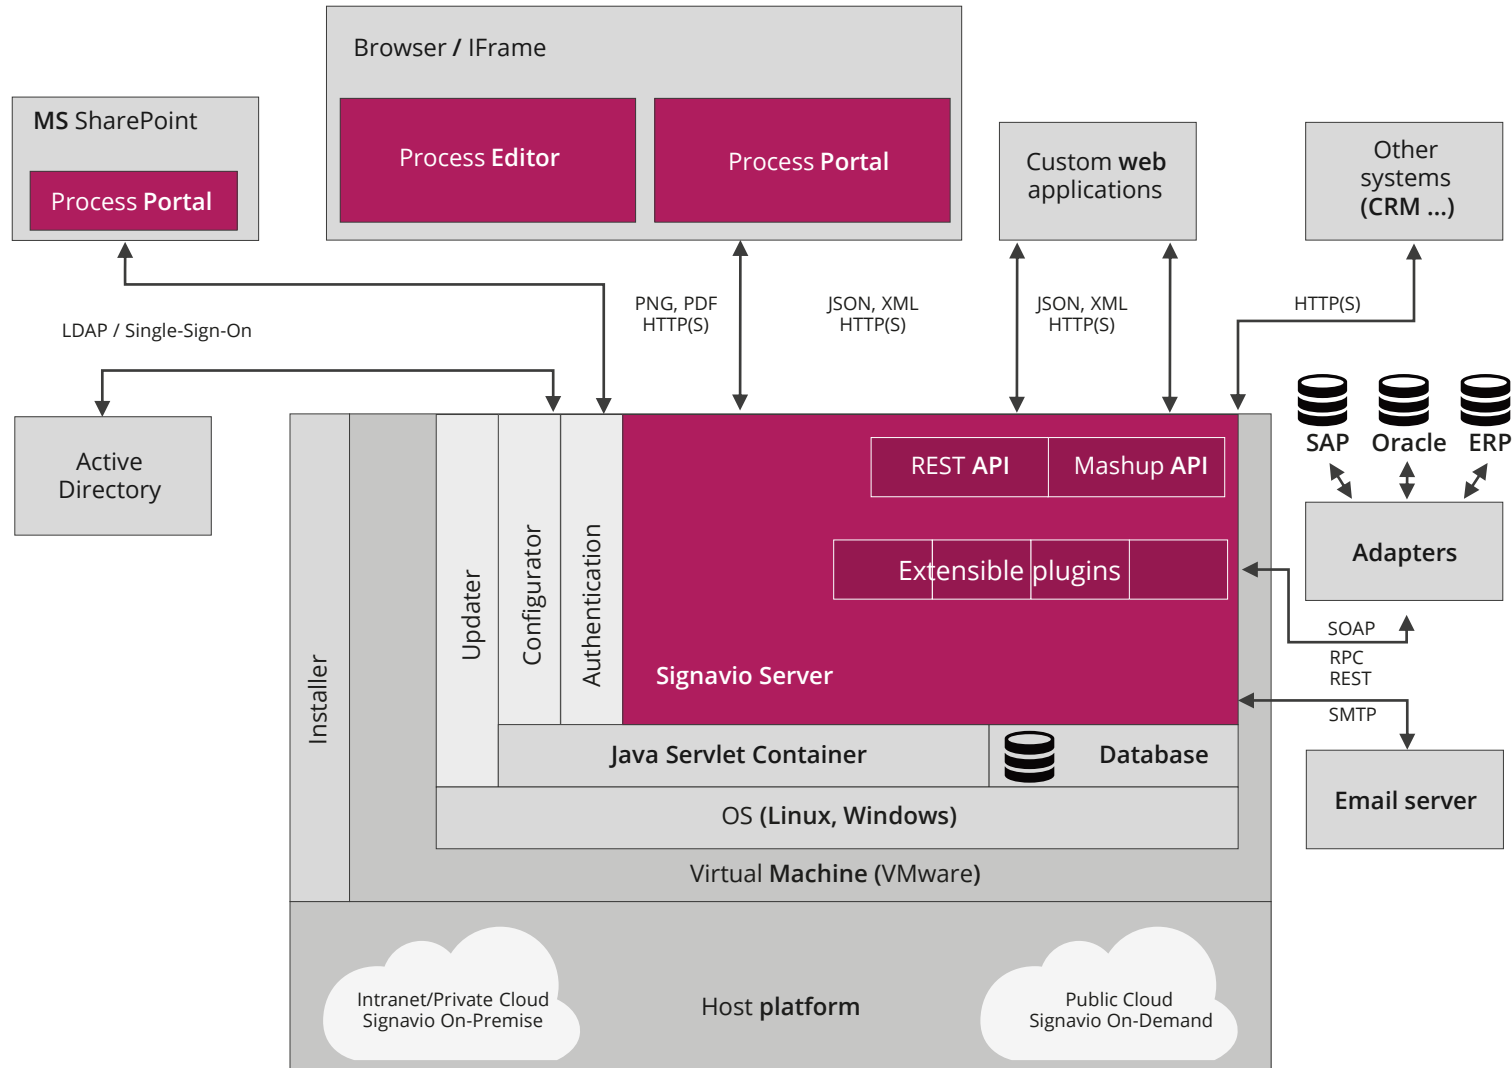 Browser / IFrame
MS SharePoint
Process Portal
Process Editor
Process Portal
Custom web
applications
Other
systems
(CRM ...)
LDAP / Single-Sign-On
PNG, PDF
HTTP(S)
JSON, XML
HTTP(S)
JSON, XML
HTTP(S)
HTTP(S)
Active
Directory
SAP
Oracle
ERP
Adapters
REST API
Mashup API
Extensible plugins
Signavio Server
Installer
Updater
Configurator
Authentication
SOAP
RPC
REST
SMTP
Java Servlet Container
Database
Email server
OS (Linux, Windows)
Virtual Machine (VMware)
Intranet/Private Cloud
Signavio On-Premise
Host platform
Public Cloud
Signavio On-Demand